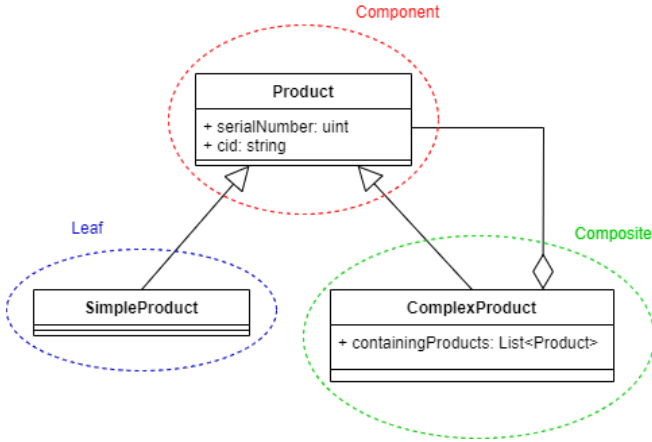 Component
Product
+ serialNumber: uint
+ cid: string
Leaf
Composite
SimpleProduct
ComplexProduct
+ containingProducts: List<Product>